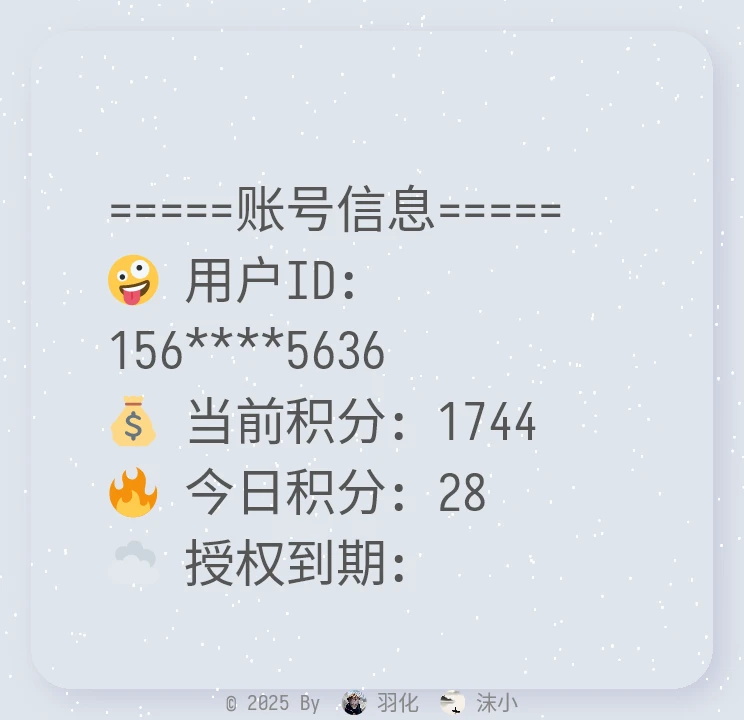 =====账号信息=====
🤪 用户ID:
156****5636
💰 当前积分: 1744
🔥 今日积分: 28
☁️ 授权到期:
© 2025 By 羽化 沫小